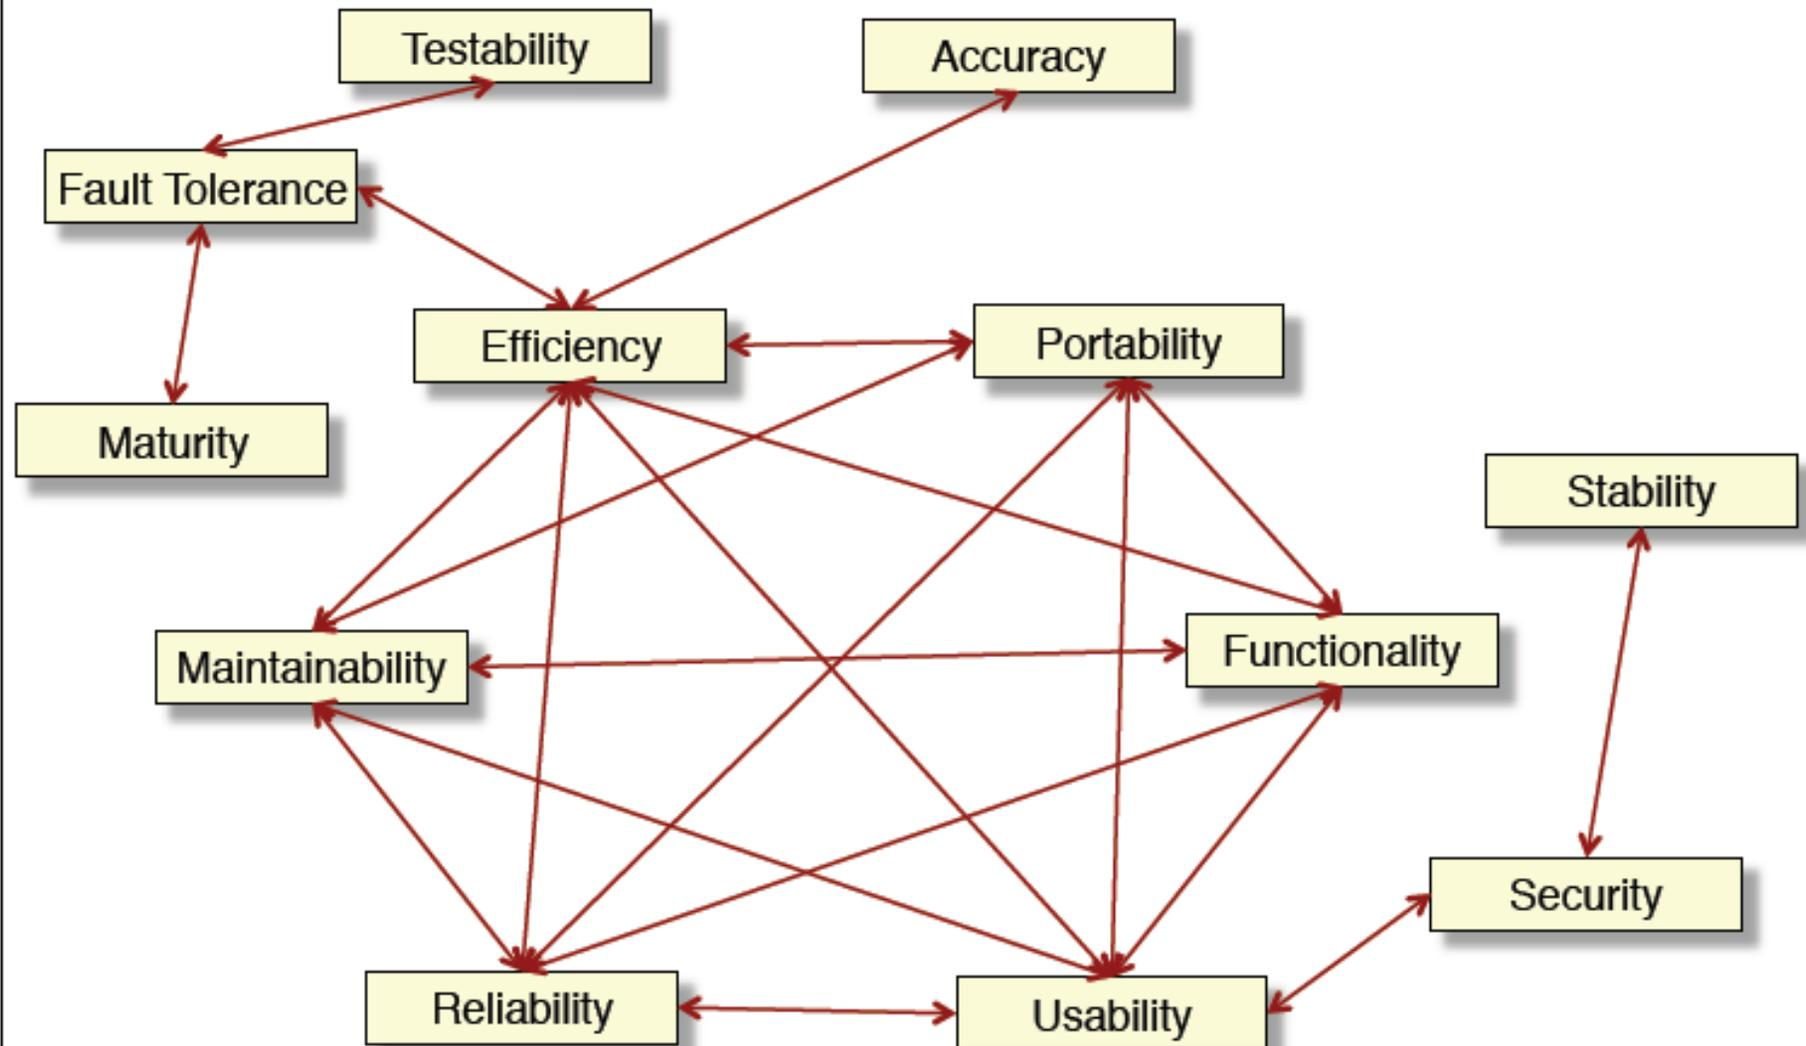 Testability
Accuracy
Fault Tolerance
Efficiency
Portability
Maturity
Stability
Maintainability
Functionality
Security
Reliability
Usability